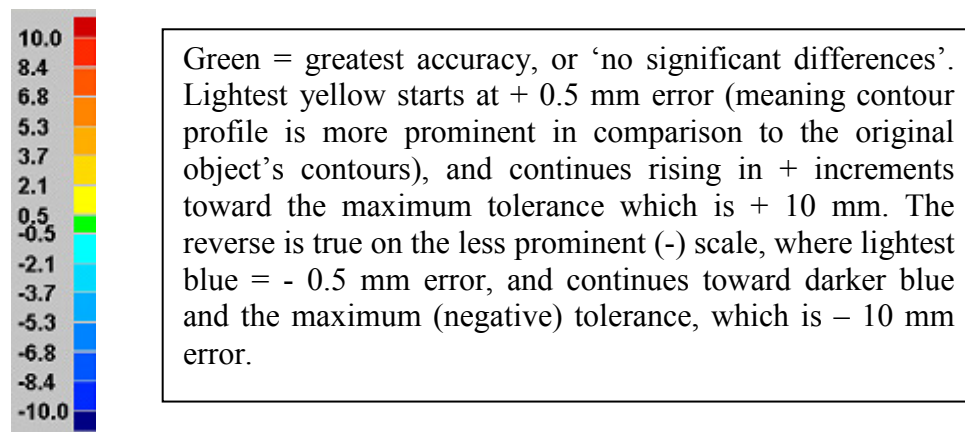 10.0
8.4
6.8
5.3
3.7
2.1
0.5
-0.5
-2.1
-3.7
-5.3
-6.8
-8.4
-10.0
Green = greatest accuracy, or ‘no significant differences’.
Lightest yellow starts at + 0.5 mm error (meaning contour
profile is more prominent in comparison to the original
object’s contours), and continues rising in + increments
toward the maximum tolerance which is + 10 mm. The
reverse is true on the less prominent (-) scale, where lightest
blue = - 0.5 mm error, and continues toward darker blue
and the maximum (negative) tolerance, which is – 10 mm
error.